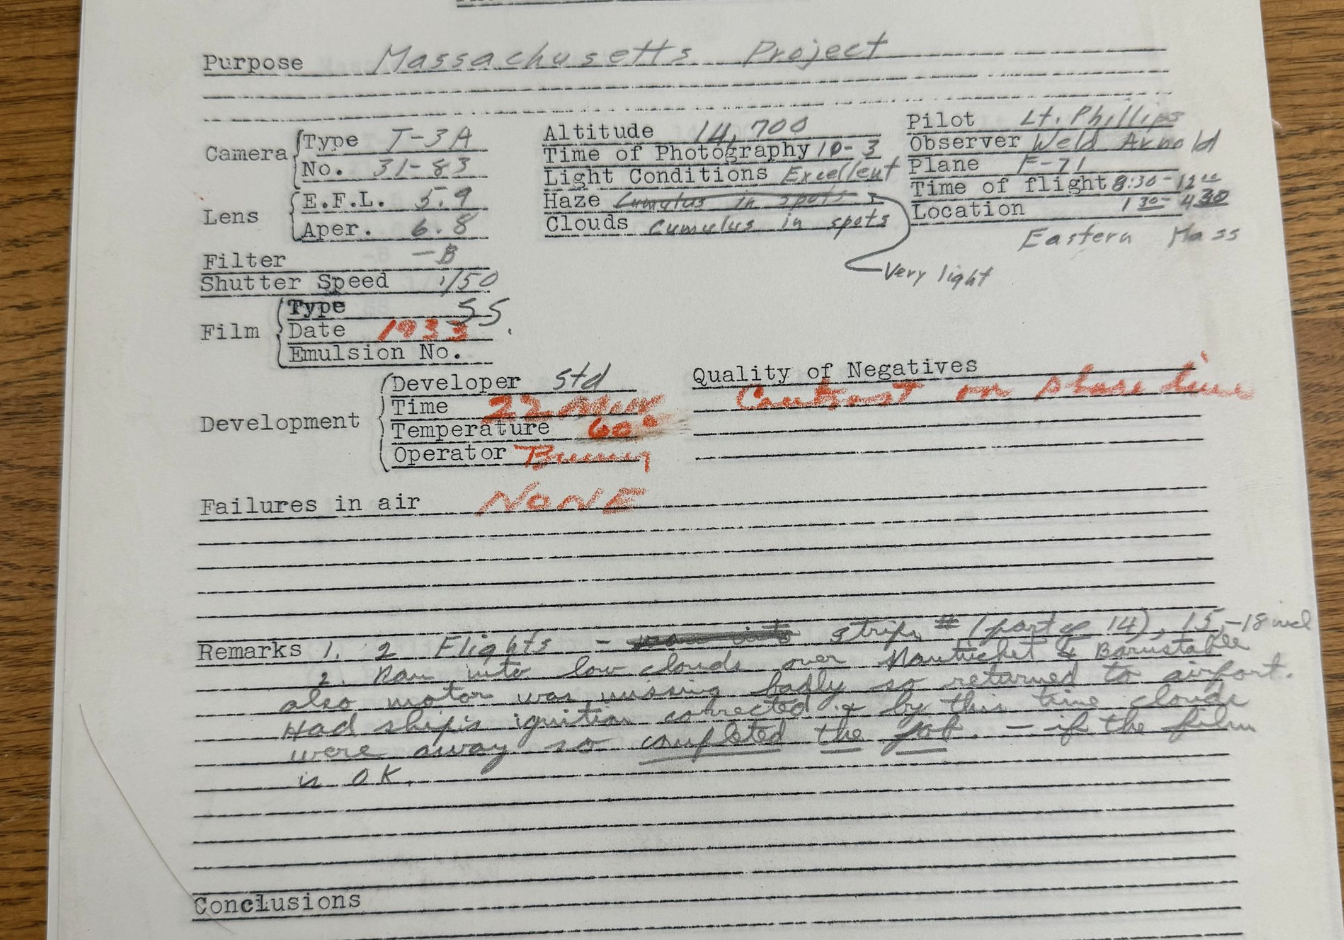 Purpose Massachusetts Project
Camera Type T-3A
No. 31-83
Lens E.F.L. 5.9
Aper. 6.8
Filter -B
Shutter Speed 1/50
Film Type SS
Date 1933
Emulsion No.
Altitude 14,700
Time of Photography 10-3
Light Conditions Excellent
Haze Cumulus in spots
Clouds Cumulus in spots
Very light
Pilot Lt. Phillips
Observer Weld Arnold
Plane F-71
Time of flight 8:30-12 00
Location 1 30 - 4 30
Eastern Mass
Development Developer Std
Time 22 Min
Temperature 60°
Operator Bunny
Quality of Negatives
Contrast on shore line
Failures in air NONE
Remarks 1. 2 Flights - strips # (part of 14), 15-18 incl
2. Ran into low clouds over Nantucket & Barnstable
also motor was missing badly so returned to airport.
Had ship's ignition corrected & by this time clouds
were away so completed the job. - if the film
is OK.
Conclusions